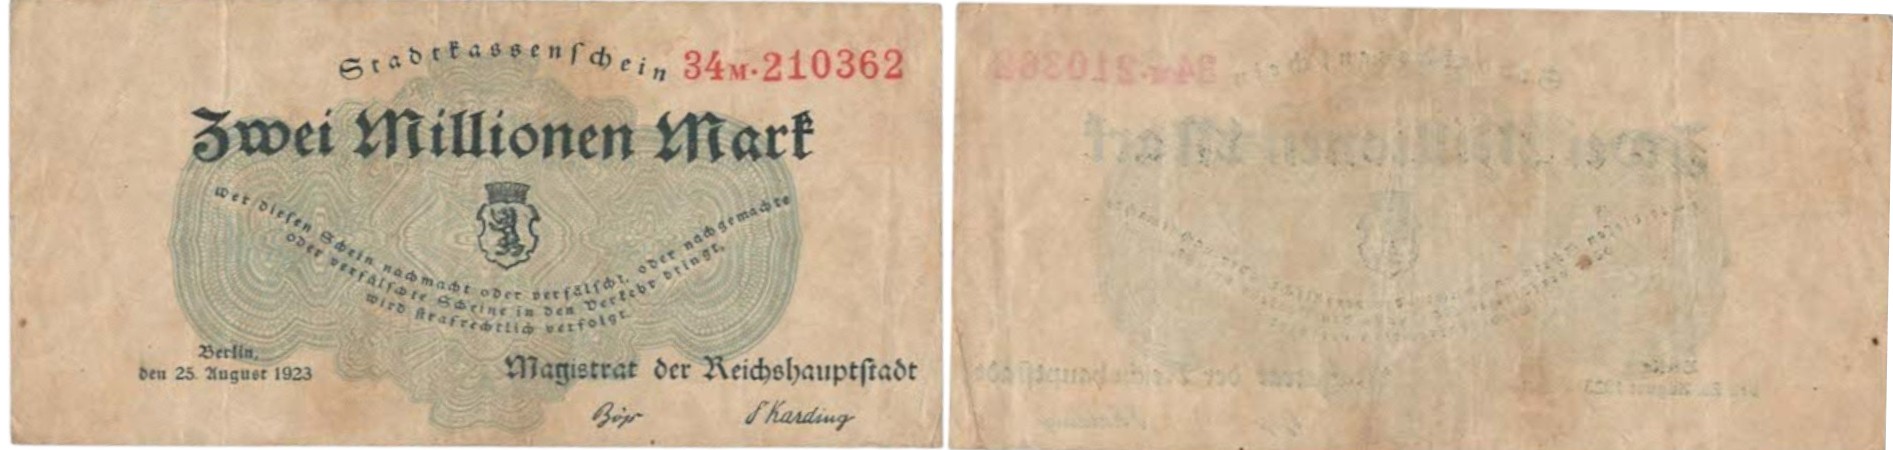 Stadtkassenschein 34M·210362
Zwei Millionen Mark
Wer diesen Schein nachmacht oder verfälscht, oder nachgemachte
oder verfälschte Scheine in den Verkehr bringt,
wird strafrechtlich verfolgt.
Berlin,
den 25. August 1923
Magistrat der Reichshauptstadt
Böß Karding